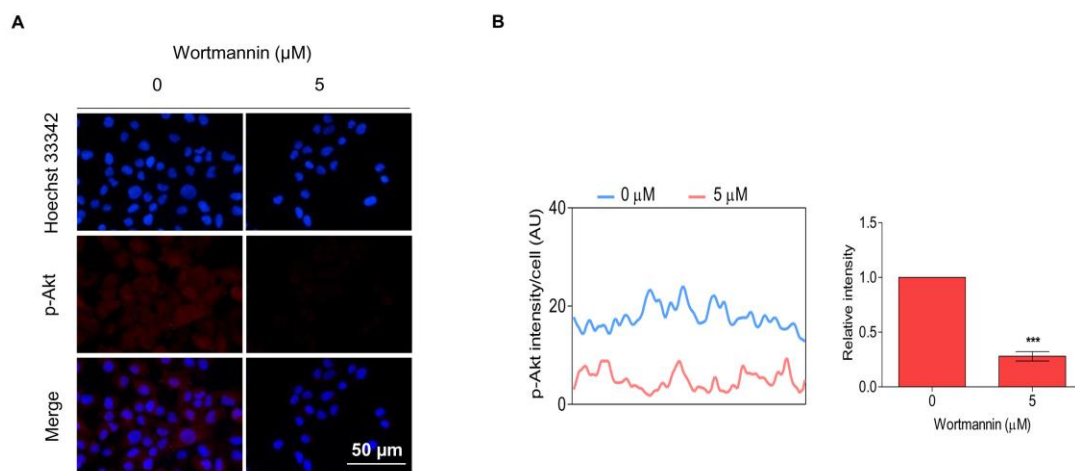 A
Wortmannin (µM)
0 5
Hoechst 33342
p-Akt
Merge
50 µm
B
0 µM 5 µM
p-Akt intensity/cell (AU)
40
20
0
Relative intensity
1.5
1.0
0.5
0.0
***
0 5
Wortmannin (µM)